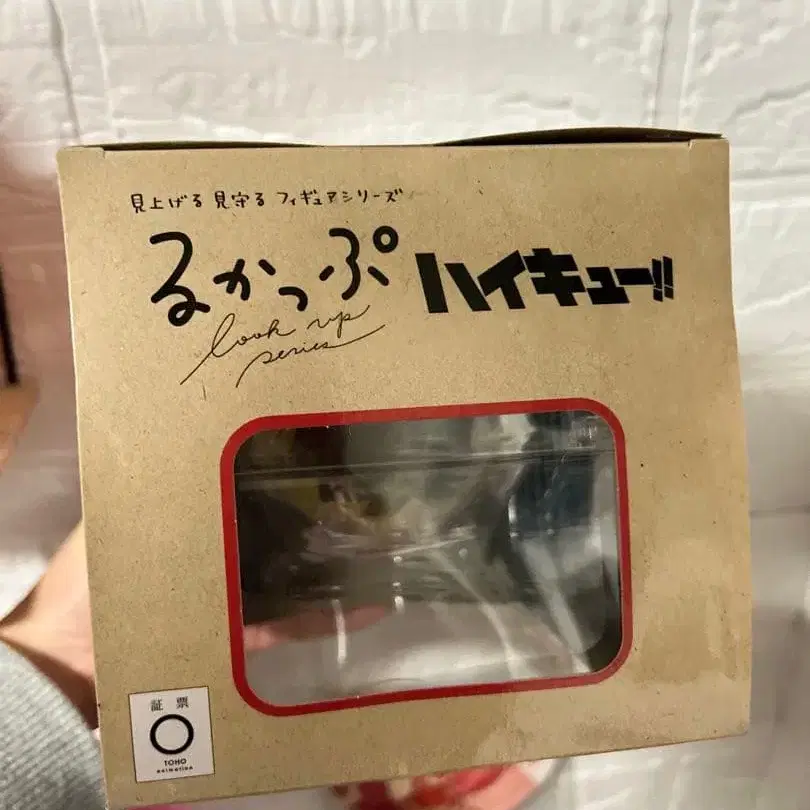 見上げる 見守る フィギュアシリーズ
るかっぷ ハイキュー!!
look up
series
証票
TOHO
animation